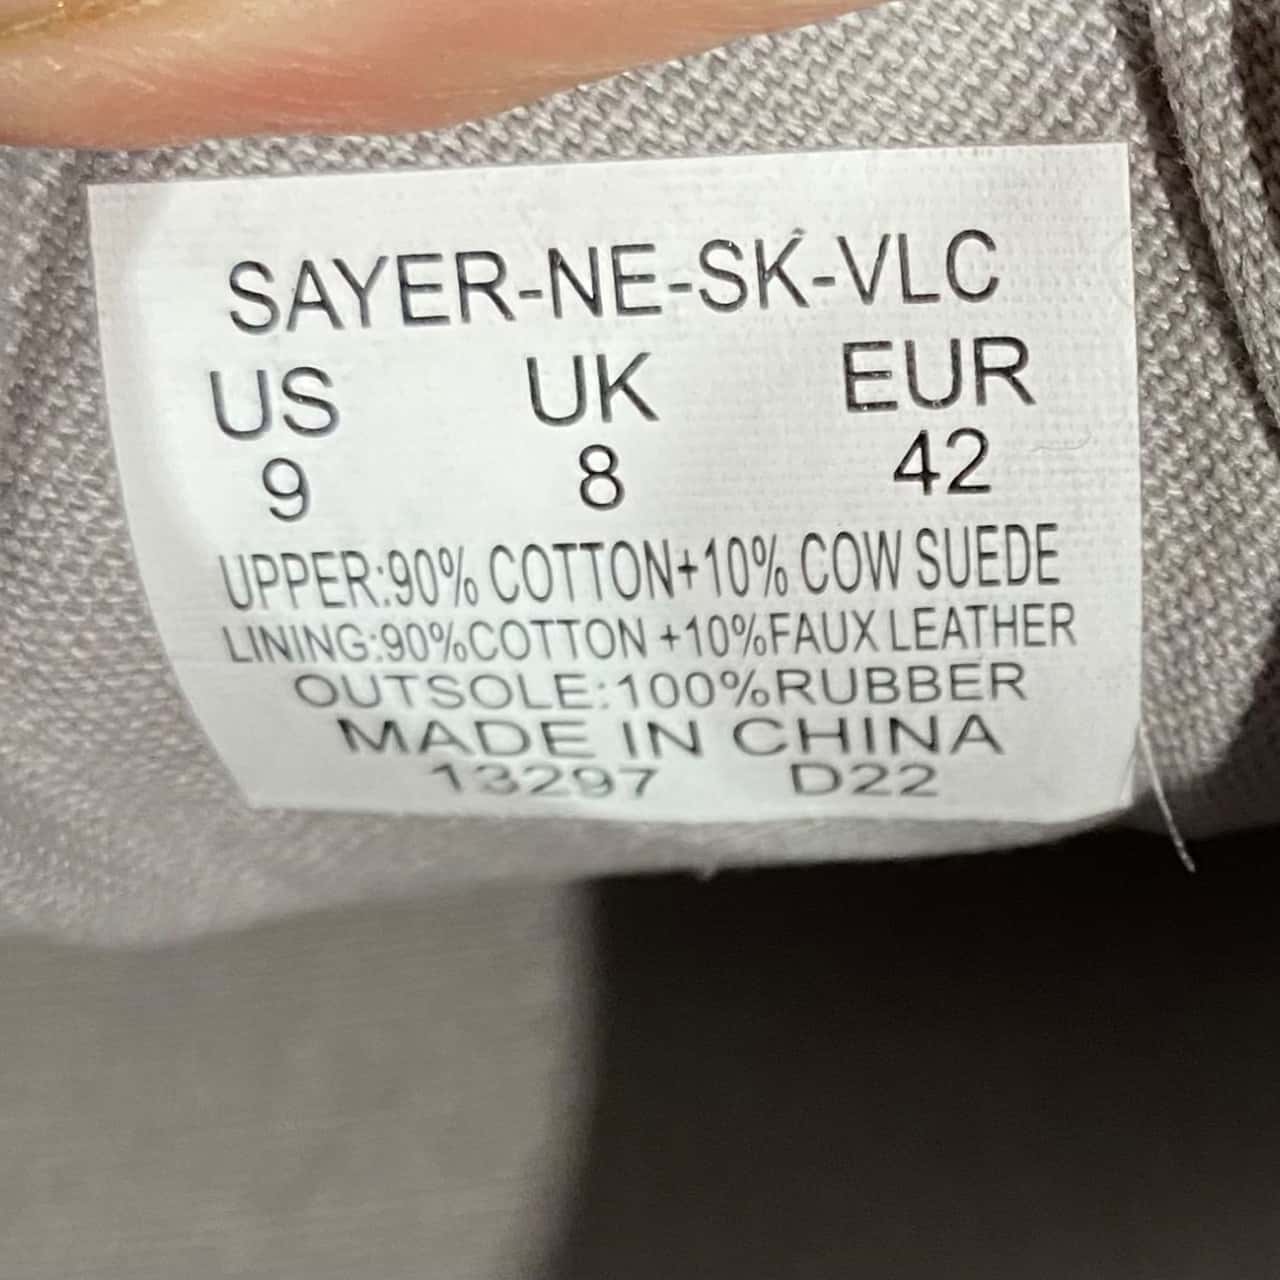 SAYER-NE-SK-VLC
US UK EUR
9 8 42
UPPER:90% COTTON+10% COW SUEDE
LINING:90%COTTON +10%FAUX LEATHER
OUTSOLE:100%RUBBER
MADE IN CHINA
13297 D22